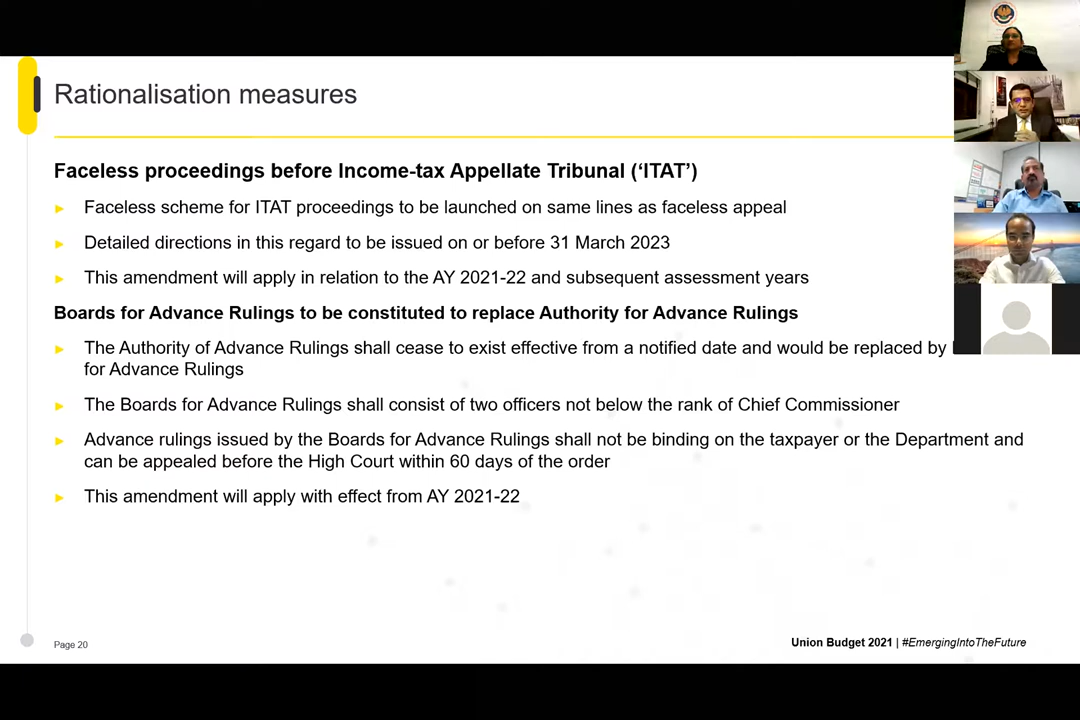 Rationalisation measures
Faceless proceedings before Income-tax Appellate Tribunal (‘ITAT’)
► Faceless scheme for ITAT proceedings to be launched on same lines as faceless appeal
► Detailed directions in this regard to be issued on or before 31 March 2023
► This amendment will apply in relation to the AY 2021-22 and subsequent assessment years
Boards for Advance Rulings to be constituted to replace Authority for Advance Rulings
► The Authority of Advance Rulings shall cease to exist effective from a notified date and would be replaced by
for Advance Rulings
► The Boards for Advance Rulings shall consist of two officers not below the rank of Chief Commissioner
► Advance rulings issued by the Boards for Advance Rulings shall not be binding on the taxpayer or the Department and
can be appealed before the High Court within 60 days of the order
► This amendment will apply with effect from AY 2021-22
Page 20
Union Budget 2021 | #EmergingIntoTheFuture